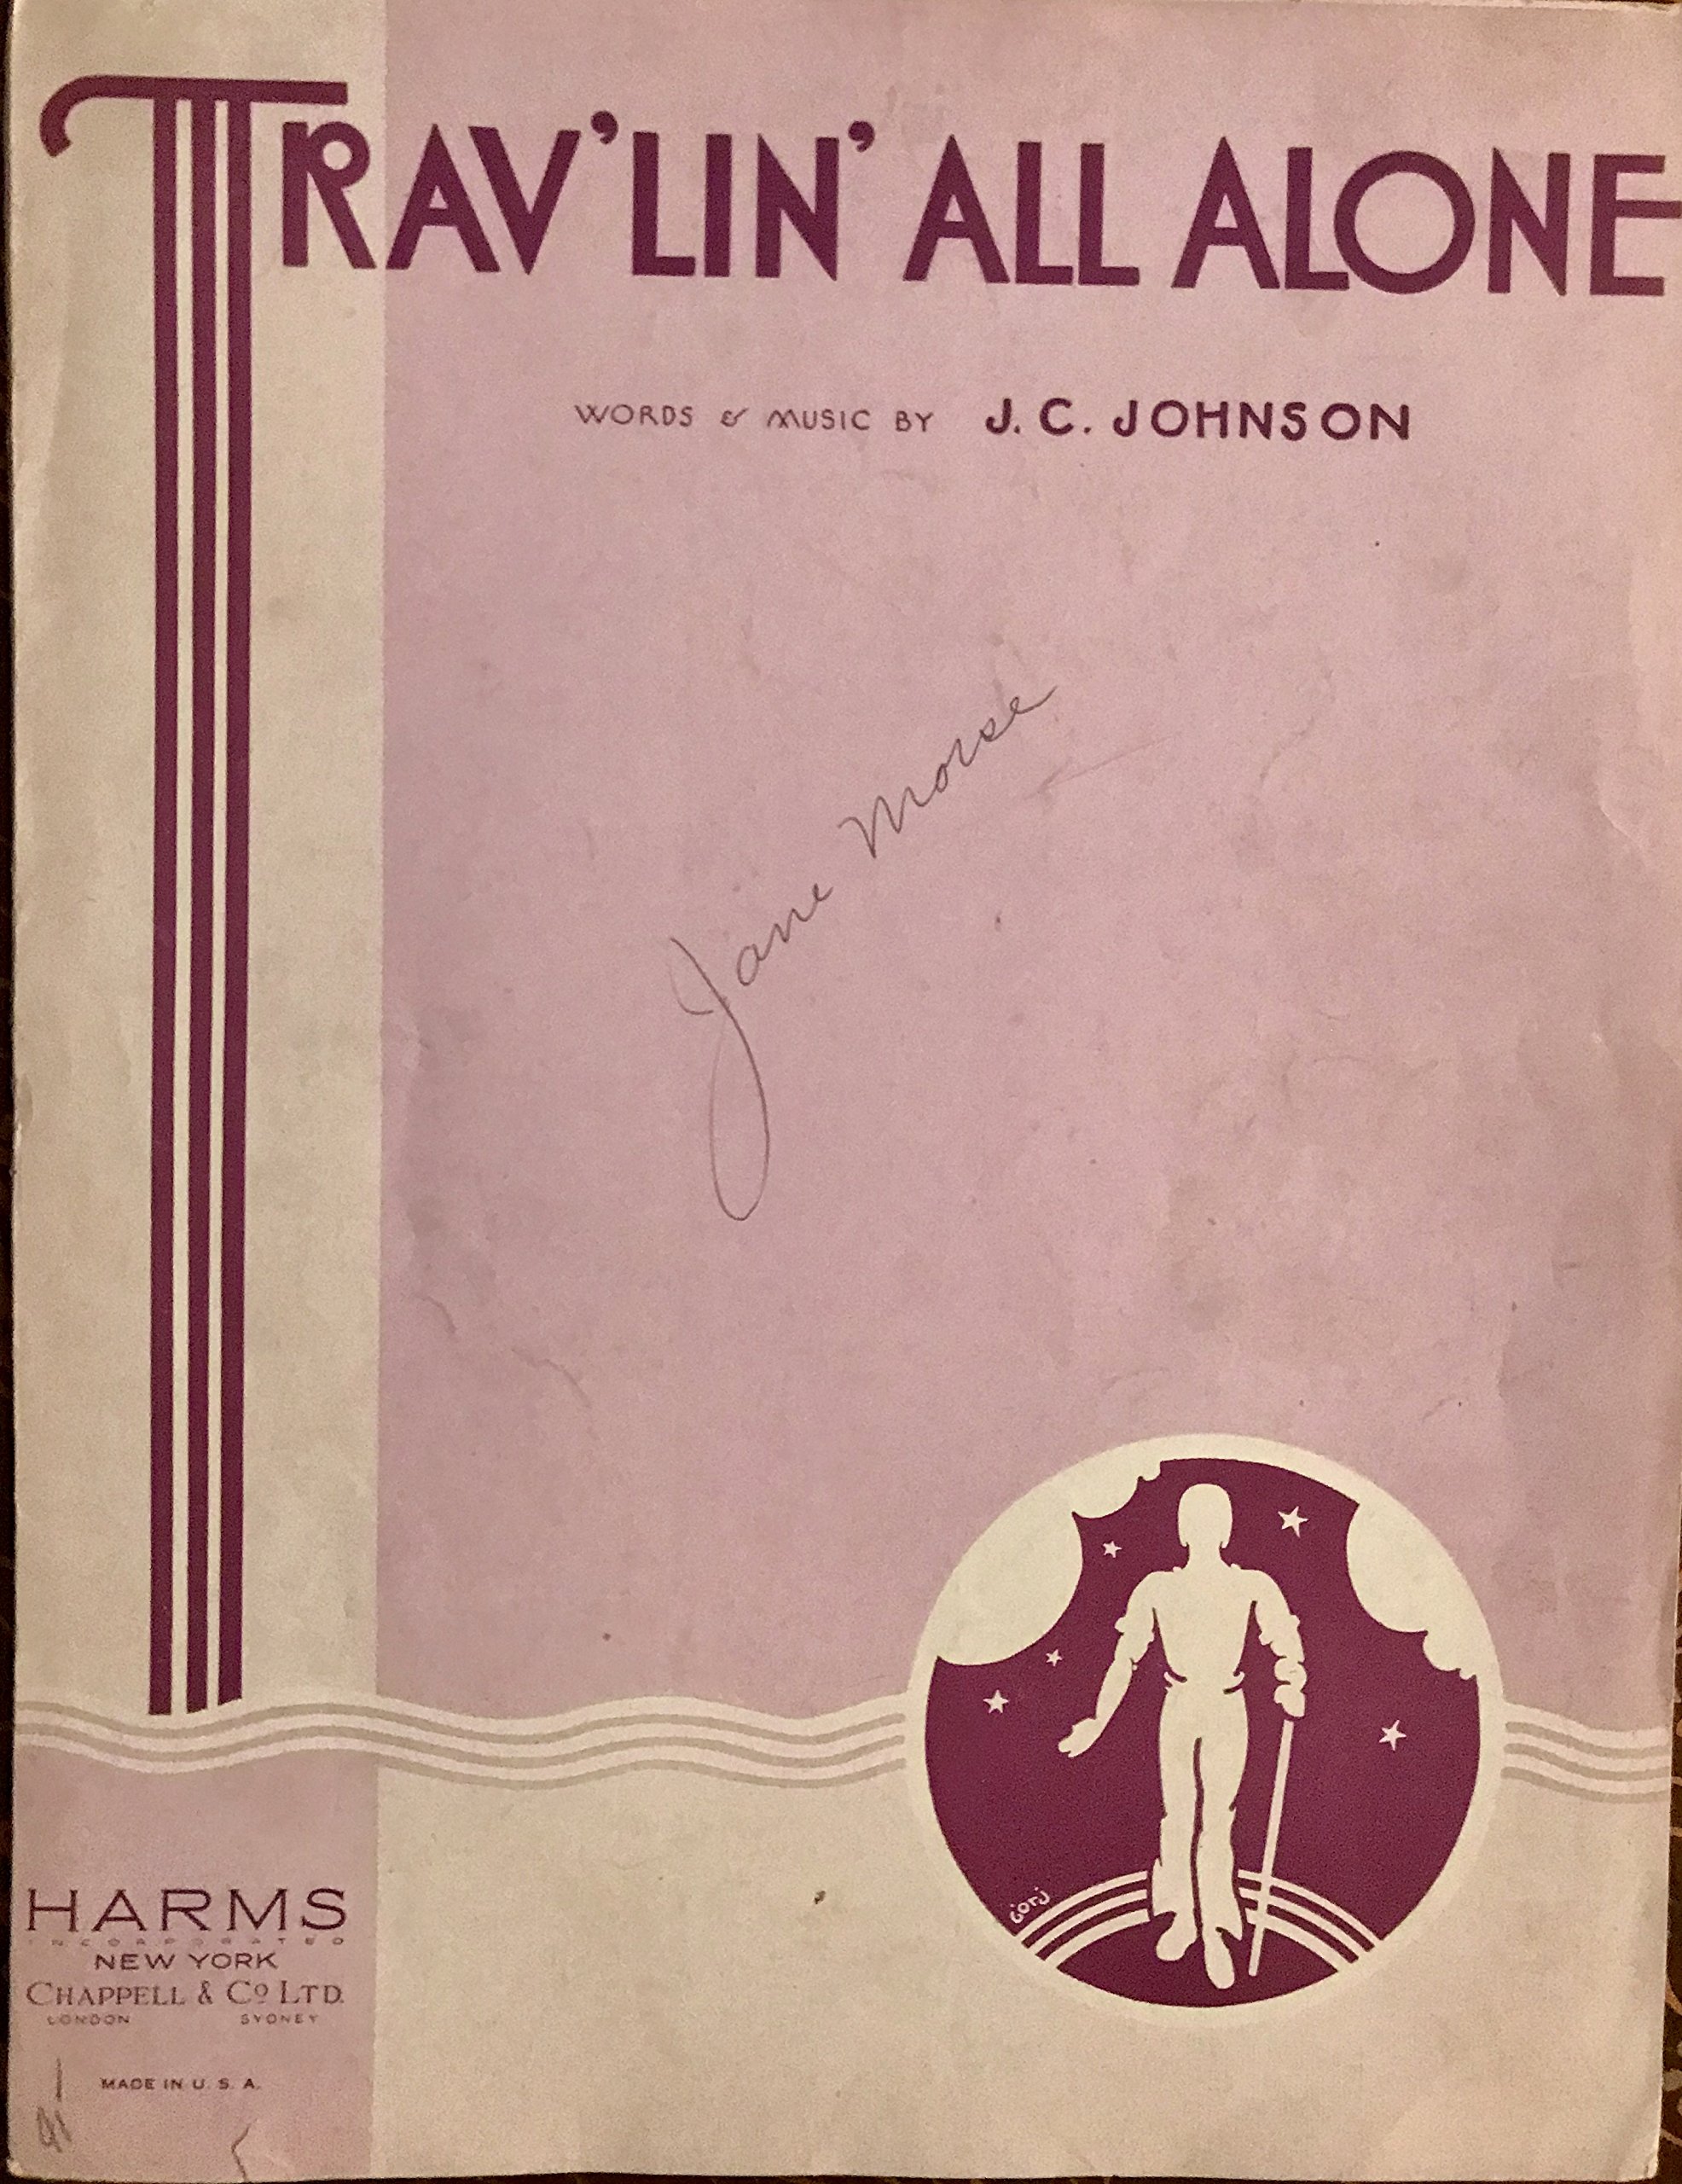 TRAV'LIN' ALL ALONE
WORDS & MUSIC BY J. C. JOHNSON
Jane Morse
jorj
HARMS
INCORPORATED
NEW YORK
CHAPPELL & CO LTD.
LONDON SYDNEY
MADE IN U. S. A.